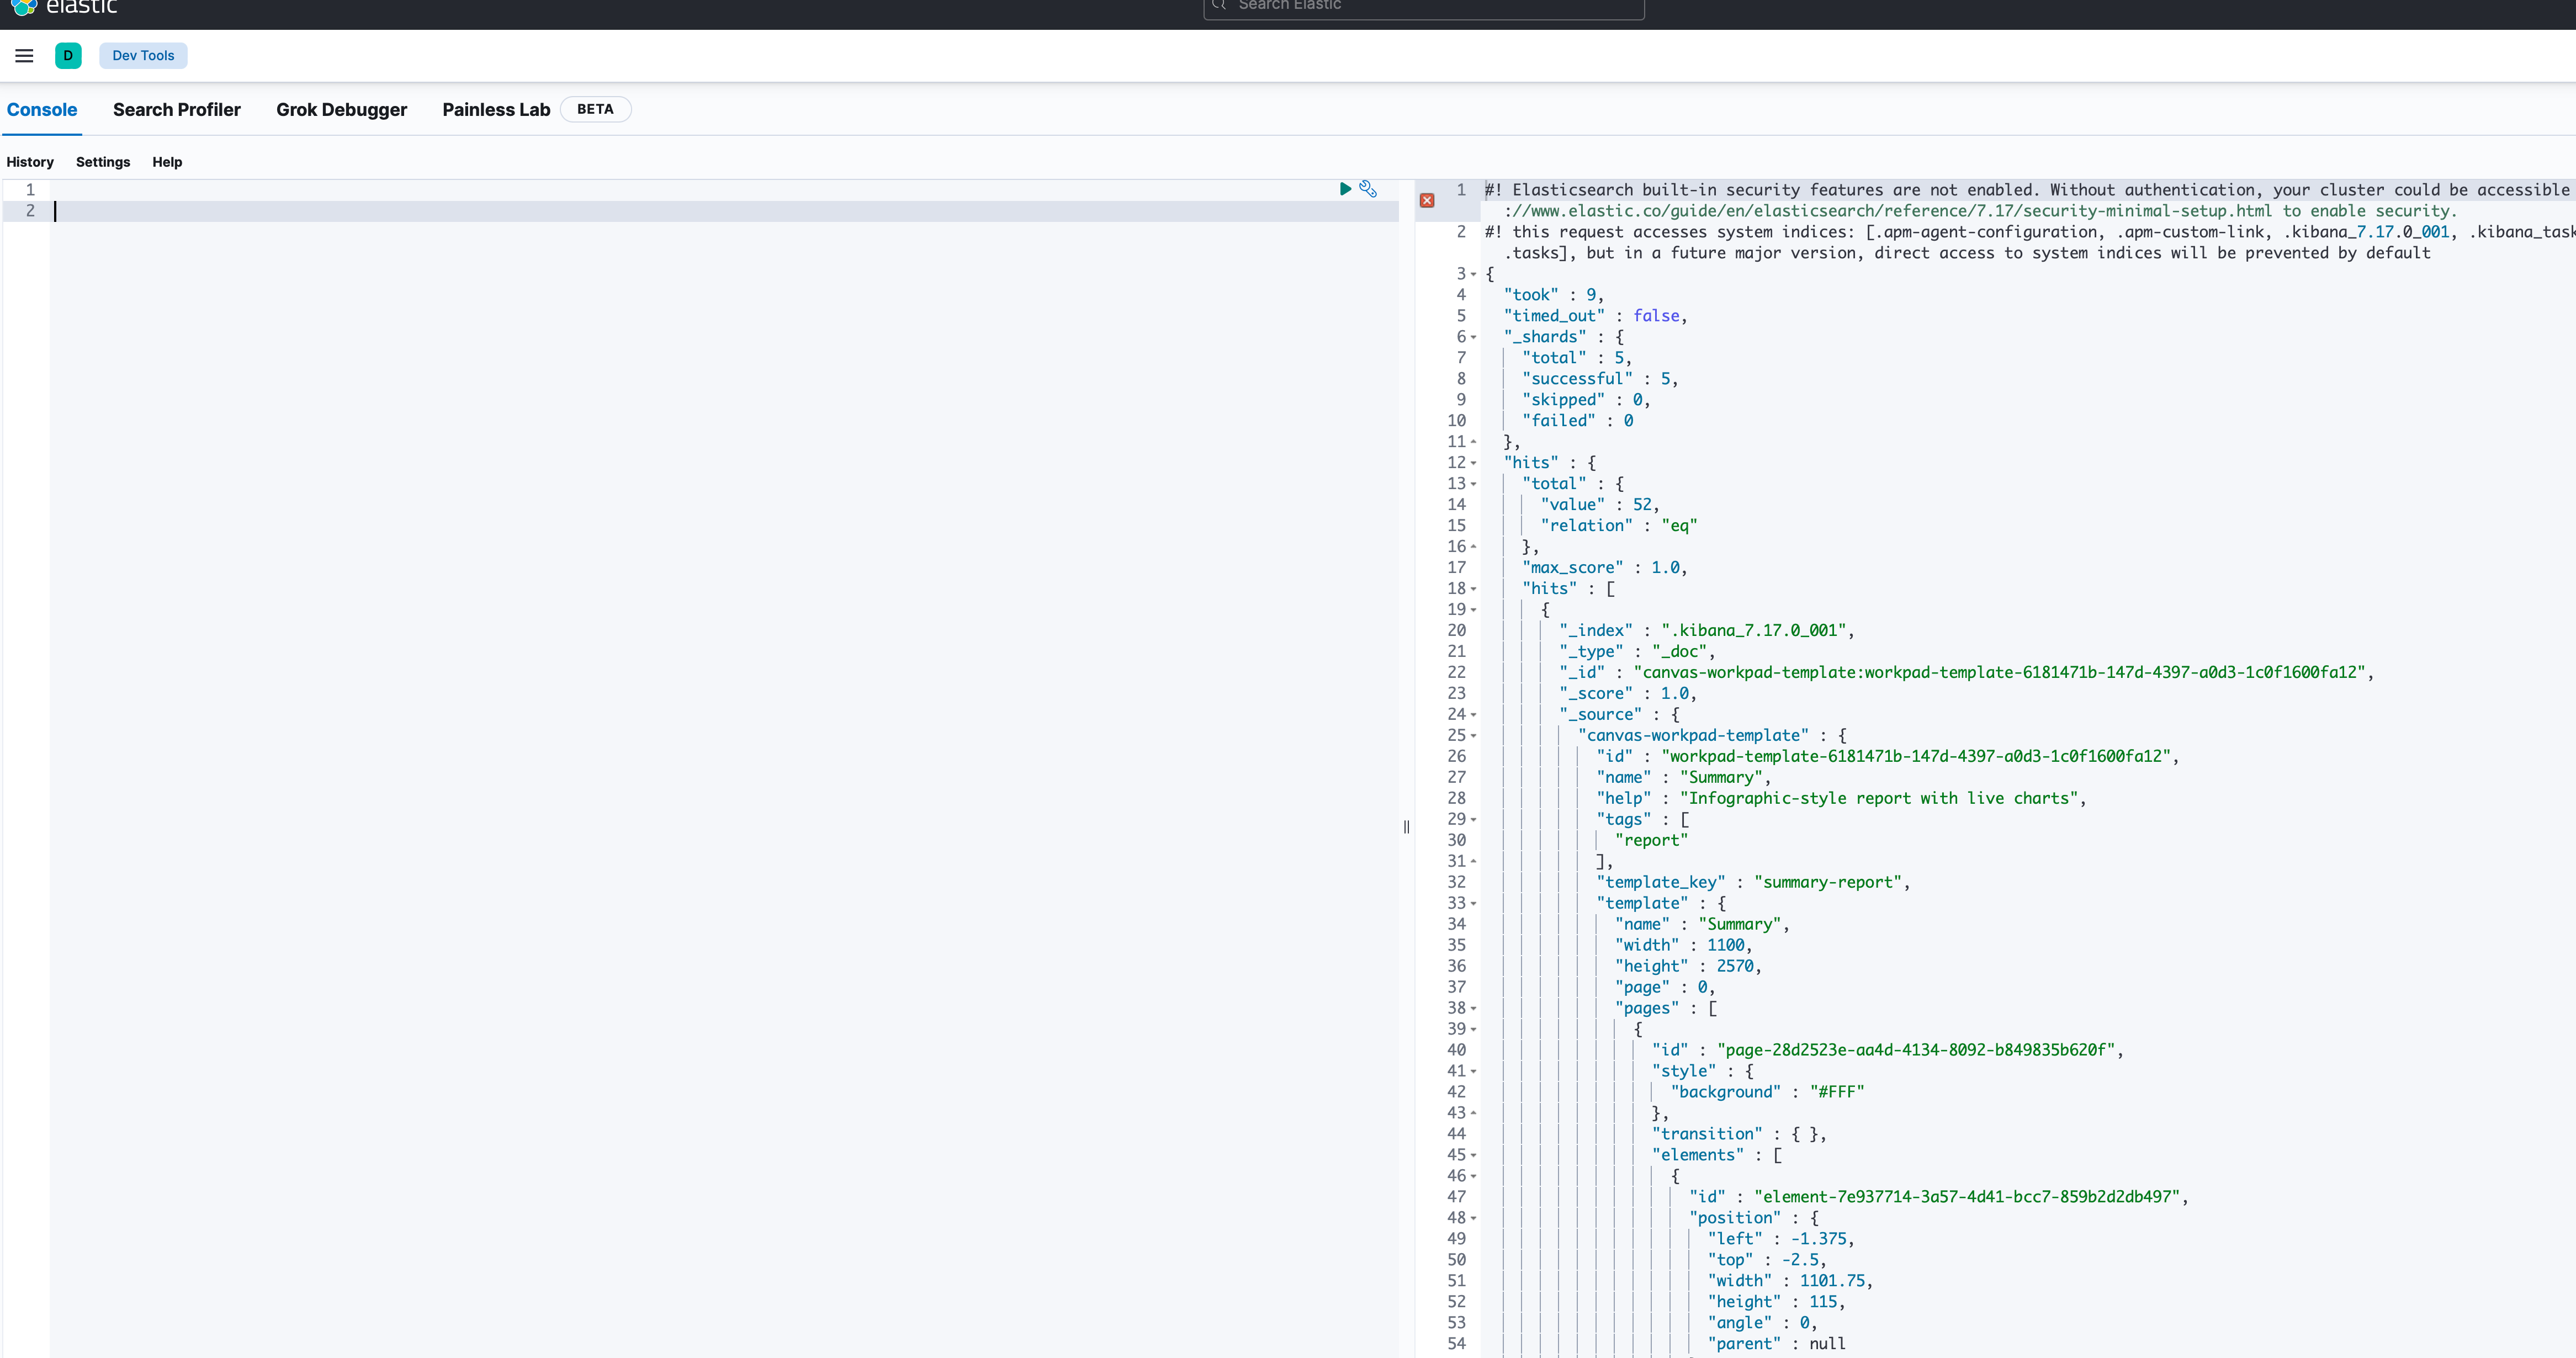 elastic
Search Elastic
D
Dev Tools
Console
Search Profiler
Grok Debugger
Painless Lab
BETA
History
Settings
Help
1
2
1 #! Elasticsearch built-in security features are not enabled. Without authentication, your cluster could be accessible
://www.elastic.co/guide/en/elasticsearch/reference/7.17/security-minimal-setup.html to enable security.
2 #! this request accesses system indices: [.apm-agent-configuration, .apm-custom-link, .kibana_7.17.0_001, .kibana_task
.tasks], but in a future major version, direct access to system indices will be prevented by default
3 {
4 "took" : 9,
5 "timed_out" : false,
6 "_shards" : {
7 "total" : 5,
8 "successful" : 5,
9 "skipped" : 0,
10 "failed" : 0
11 },
12 "hits" : {
13 "total" : {
14 "value" : 52,
15 "relation" : "eq"
16 },
17 "max_score" : 1.0,
18 "hits" : [
19 {
20 "_index" : ".kibana_7.17.0_001",
21 "_type" : "_doc",
22 "_id" : "canvas-workpad-template:workpad-template-6181471b-147d-4397-a0d3-1c0f1600fa12",
23 "_score" : 1.0,
24 "_source" : {
25 "canvas-workpad-template" : {
26 "id" : "workpad-template-6181471b-147d-4397-a0d3-1c0f1600fa12",
27 "name" : "Summary",
28 "help" : "Infographic-style report with live charts",
29 "tags" : [
30 "report"
31 ],
32 "template_key" : "summary-report",
33 "template" : {
34 "name" : "Summary",
35 "width" : 1100,
36 "height" : 2570,
37 "page" : 0,
38 "pages" : [
39 {
40 "id" : "page-28d2523e-aa4d-4134-8092-b849835b620f",
41 "style" : {
42 "background" : "#FFF"
43 },
44 "transition" : { },
45 "elements" : [
46 {
47 "id" : "element-7e937714-3a57-4d41-bcc7-859b2d2db497",
48 "position" : {
49 "left" : -1.375,
50 "top" : -2.5,
51 "width" : 1101.75,
52 "height" : 115,
53 "angle" : 0,
54 "parent" : null